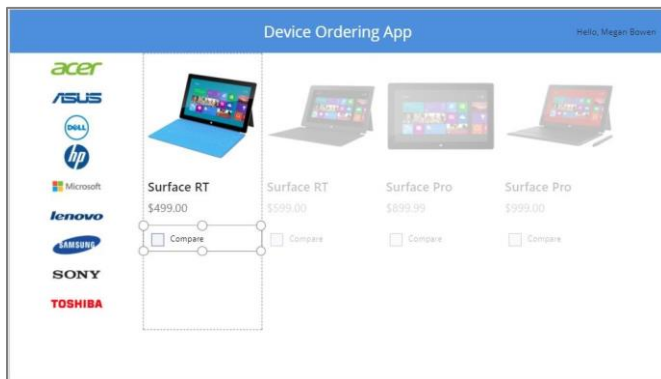 Device Ordering App
Hello, Megan Bowen
acer
ASUS
DELL
hp
Microsoft
lenovo
SAMSUNG
SONY
TOSHIBA
Surface RT
$499.00
Compare
Surface RT
$599.00
Compare
Surface Pro
$899.99
Compare
Surface Pro
$999.00
Compare